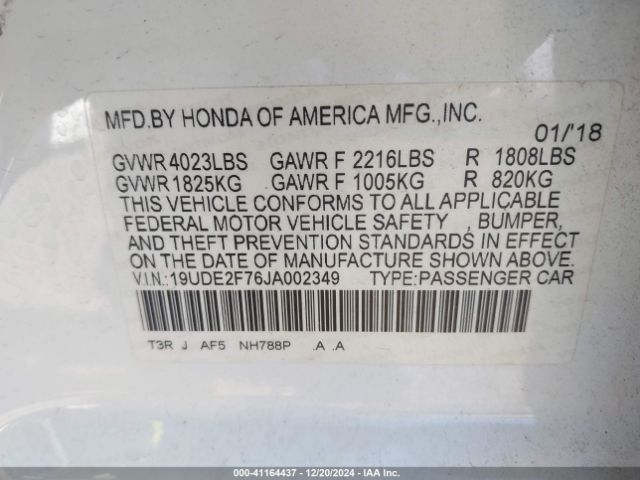 MFD.BY HONDA OF AMERICA MFG.,INC.
01/'18
GVWR 4023LBS GAWR F 2216LBS R 1808LBS
GVWR 1825KG GAWR F 1005KG R 820KG
THIS VEHICLE CONFORMS TO ALL APPLICABLE
FEDERAL MOTOR VEHICLE SAFETY , BUMPER,
AND THEFT PREVENTION STANDARDS IN EFFECT
ON THE DATE OF MANUFACTURE SHOWN ABOVE.
V.I.N.:19UDE2F76JA002349 TYPE:PASSENGER CAR
T3R J AF5 NH788P .A .A
000-41164437 - 12/20/2024 - IAA Inc.